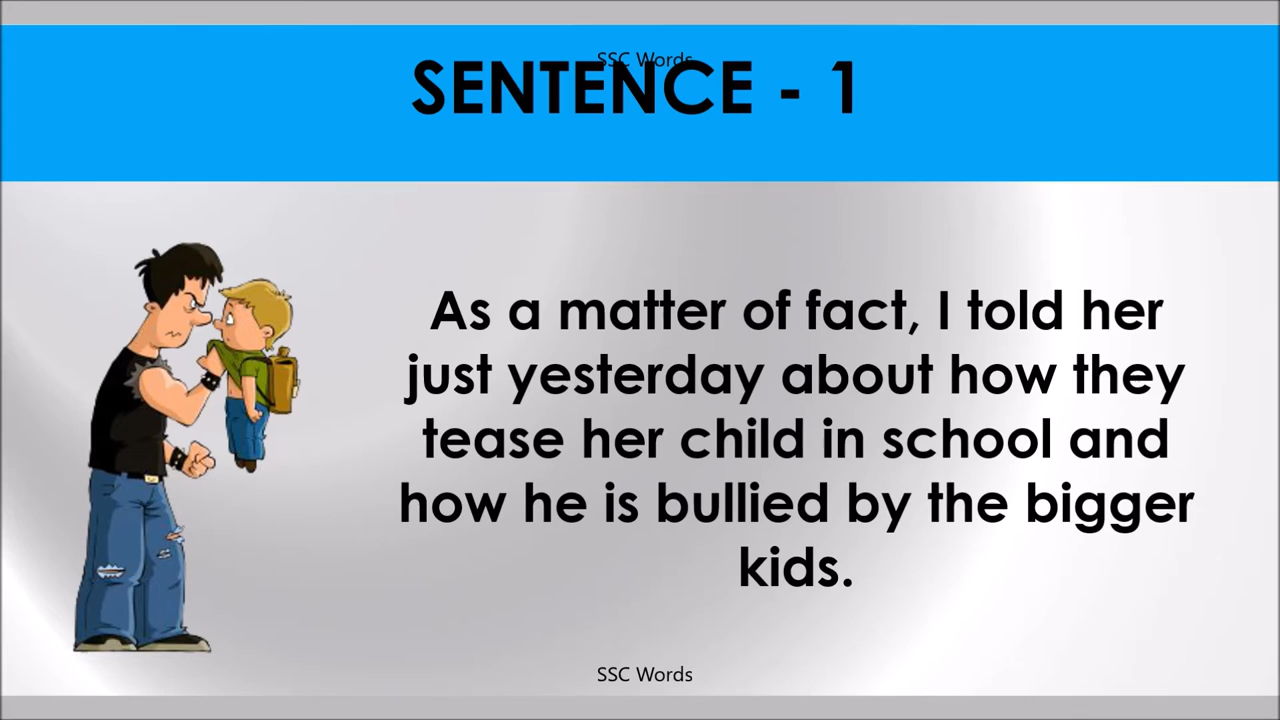 SSC Words
SENTENCE - 1
As a matter of fact, I told her
just yesterday about how they
tease her child in school and
how he is bullied by the bigger
kids.
SSC Words